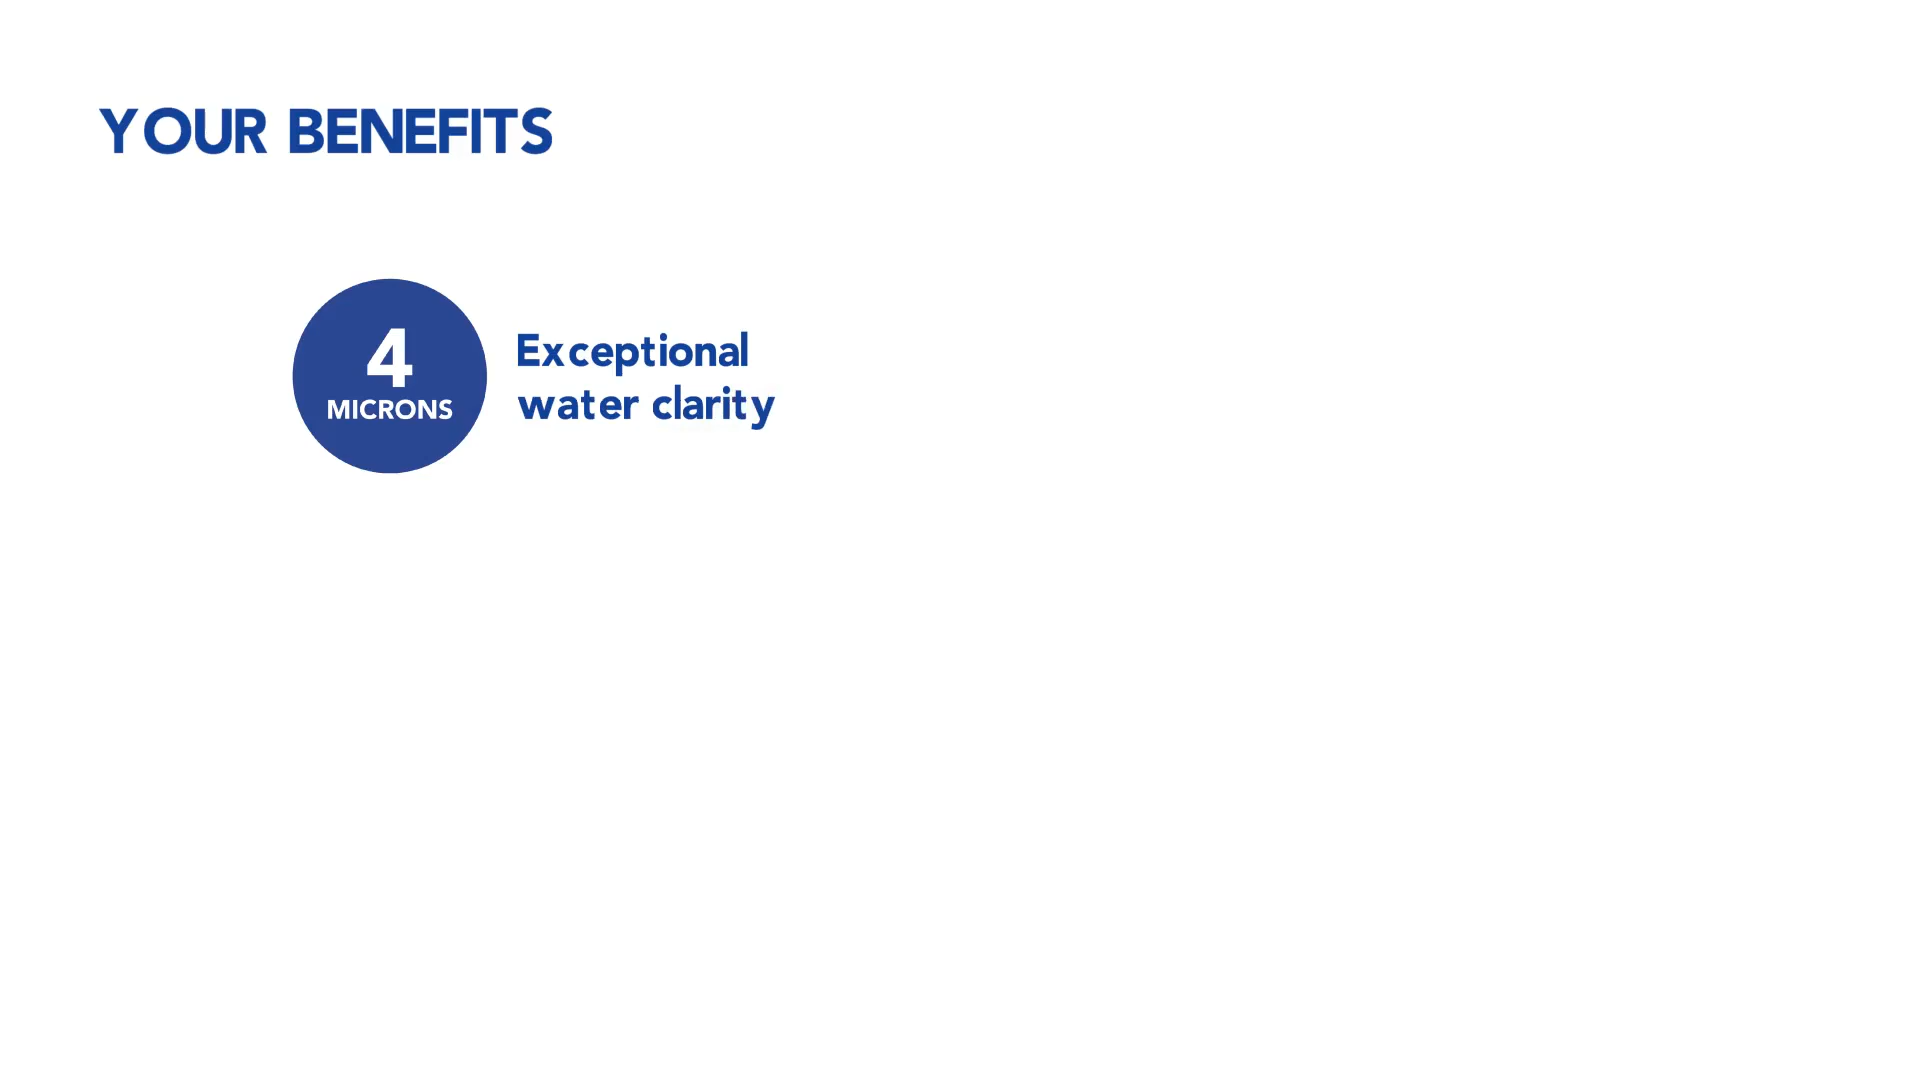 YOUR BENEFITS
4
MICRONS
Exceptional
water clarity